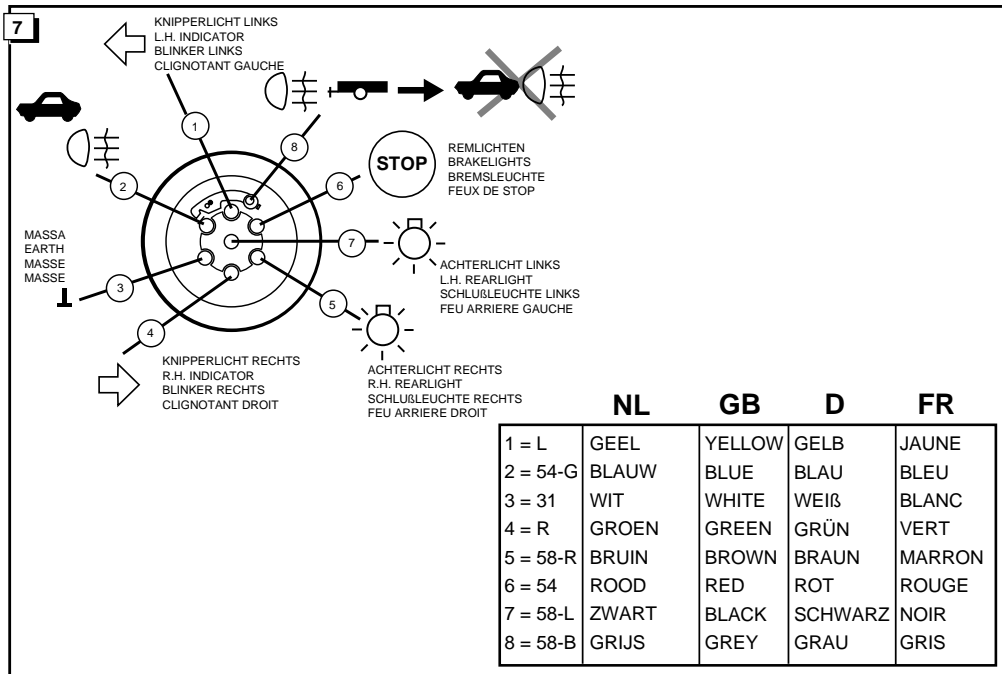 7
KNIPPERLICHT LINKS
L.H. INDICATOR
BLINKER LINKS
CLIGNOTANT GAUCHE
1
8
2
6
STOP
REMLICHTEN
BRAKELIGHTS
BREMSLEUCHTE
FEUX DE STOP
MASSA
EARTH
MASSE
MASSE
3
7
ACHTERLICHT LINKS
L.H. REARLIGHT
SCHLUßLEUCHTE LINKS
FEU ARRIERE GAUCHE
4
5
KNIPPERLICHT RECHTS
R.H. INDICATOR
BLINKER RECHTS
CLIGNOTANT DROIT
ACHTERLICHT RECHTS
R.H. REARLIGHT
SCHLUßLEUCHTE RECHTS
FEU ARRIERE DROIT
NL GB D FR
1 = L GEEL YELLOW GELB JAUNE
2 = 54-G BLAUW BLUE BLAU BLEU
3 = 31 WIT WHITE WEIß BLANC
4 = R GROEN GREEN GRÜN VERT
5 = 58-R BRUIN BROWN BRAUN MARRON
6 = 54 ROOD RED ROT ROUGE
7 = 58-L ZWART BLACK SCHWARZ NOIR
8 = 58-B GRIJS GREY GRAU GRIS